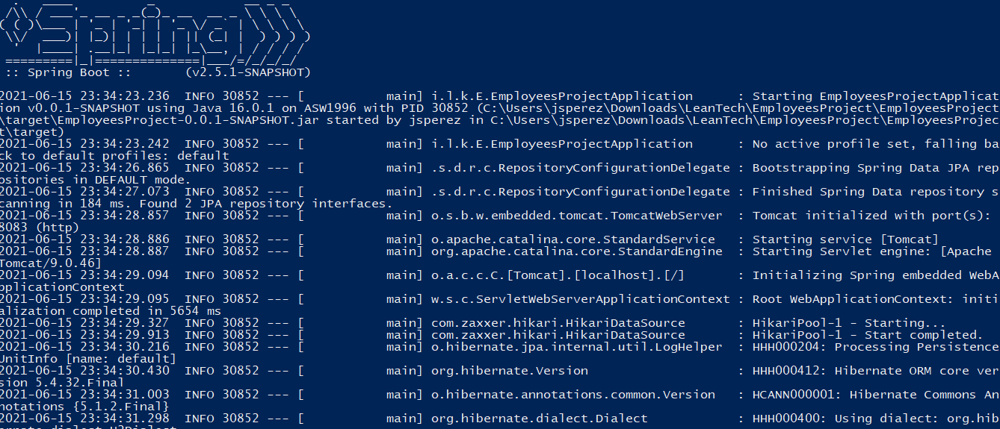 :: Spring Boot ::        (v2.5.1-SNAPSHOT)
2021-06-15 23:34:23.236  INFO 30852 --- [           main] i.l.k.E.EmployeesProjectApplication      : Starting EmployeesProjectApplicat
ion v0.0.1-SNAPSHOT using Java 16.0.1 on ASW1996 with PID 30852 (C:\Users\jsperez\Downloads\LeanTech\EmployeesProject\EmployeesProject
\target\EmployeesProject-0.0.1-SNAPSHOT.jar started by jsperez in C:\Users\jsperez\Downloads\LeanTech\EmployeesProject\EmployeesProjec
t\target)
2021-06-15 23:34:23.242  INFO 30852 --- [           main] i.l.k.E.EmployeesProjectApplication      : No active profile set, falling ba
ck to default profiles: default
2021-06-15 23:34:26.865  INFO 30852 --- [           main] .s.d.r.c.RepositoryConfigurationDelegate : Bootstrapping Spring Data JPA rep
ositories in DEFAULT mode.
2021-06-15 23:34:27.073  INFO 30852 --- [           main] .s.d.r.c.RepositoryConfigurationDelegate : Finished Spring Data repository s
canning in 184 ms. Found 2 JPA repository interfaces.
2021-06-15 23:34:28.857  INFO 30852 --- [           main] o.s.b.w.embedded.tomcat.TomcatWebServer  : Tomcat initialized with port(s):
8083 (http)
2021-06-15 23:34:28.886  INFO 30852 --- [           main] o.apache.catalina.core.StandardService   : Starting service [Tomcat]
2021-06-15 23:34:28.887  INFO 30852 --- [           main] org.apache.catalina.core.StandardEngine  : Starting Servlet engine: [Apache
Tomcat/9.0.46]
2021-06-15 23:34:29.094  INFO 30852 --- [           main] o.a.c.c.C.[Tomcat].[localhost].[/]       : Initializing Spring embedded WebA
pplicationContext
2021-06-15 23:34:29.095  INFO 30852 --- [           main] w.s.c.ServletWebServerApplicationContext : Root WebApplicationContext: initi
alization completed in 5654 ms
2021-06-15 23:34:29.327  INFO 30852 --- [           main] com.zaxxer.hikari.HikariDataSource       : HikariPool-1 - Starting...
2021-06-15 23:34:29.913  INFO 30852 --- [           main] com.zaxxer.hikari.HikariDataSource       : HikariPool-1 - Start completed.
2021-06-15 23:34:30.216  INFO 30852 --- [           main] o.hibernate.jpa.internal.util.LogHelper  : HHH000204: Processing Persistence
UnitInfo [name: default]
2021-06-15 23:34:30.430  INFO 30852 --- [           main] org.hibernate.Version                    : HHH000412: Hibernate ORM core ver
sion 5.4.32.Final
2021-06-15 23:34:31.003  INFO 30852 --- [           main] o.hibernate.annotations.common.Version   : HCANN000001: Hibernate Commons An
notations {5.1.2.Final}
2021-06-15 23:34:31.298  INFO 30852 --- [           main] org.hibernate.dialect.Dialect            : HHH000400: Using dialect: org.hib
ernate.dialect.H2Dialect